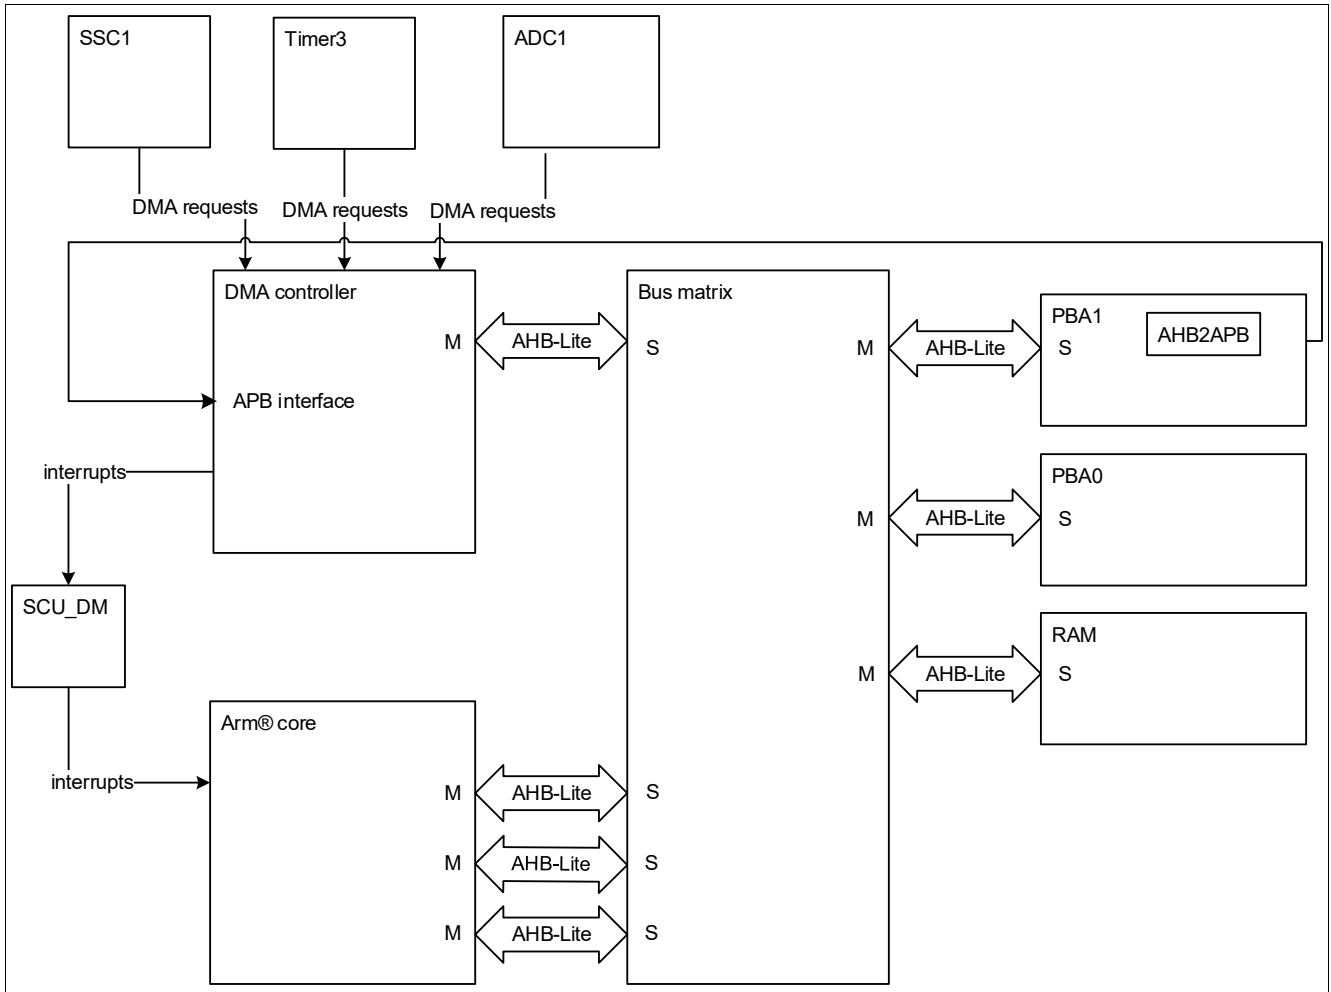 SSC1
Timer3
ADC1
DMA requests
DMA requests
DMA requests
DMA controller
M
APB interface
AHB-Lite
Bus matrix
S
M
AHB-Lite
PBA1
S
AHB2APB
interrupts
M
AHB-Lite
PBA0
S
SCU_DM
M
AHB-Lite
RAM
S
interrupts
Arm® core
M
AHB-Lite
S
M
AHB-Lite
S
M
AHB-Lite
S